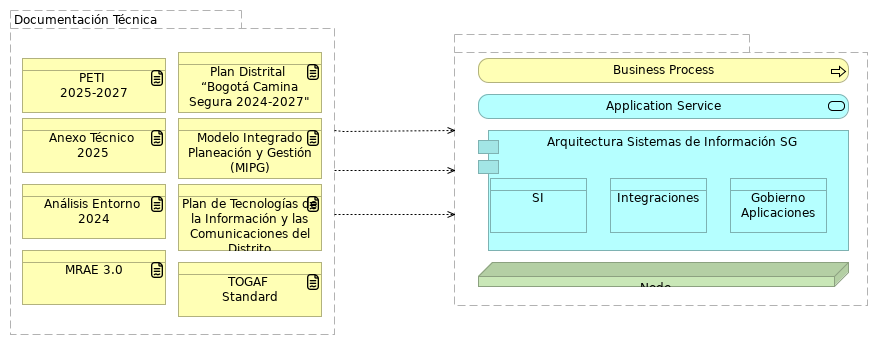 Documentación Técnica
PETI
2025-2027
Plan Distrital
“Bogotá Camina
Segura 2024-2027"
Anexo Técnico
2025
Modelo Integrado
Planeación y Gestión
(MIPG)
Análisis Entorno
2024
Plan de Tecnologías de
la Información y las
Comunicaciones del
Distrito
MRAE 3.0
TOGAF
Standard
Business Process
Application Service
Arquitectura Sistemas de Información SG
SI
Integraciones
Gobierno
Aplicaciones
Node